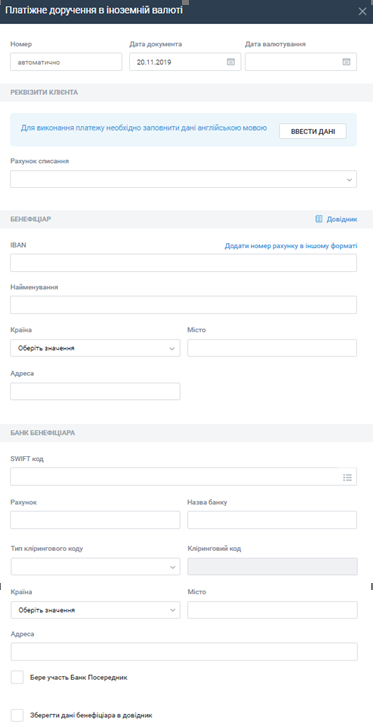 Платіжне доручення в іноземній валюті
Номер Дата документа Дата валютування
автоматично 20.11.2019
РЕКВІЗИТИ КЛІЄНТА
Для виконання платежу необхідно заповнити дані англійською мовою ВВЕСТИ ДАНІ
Рахунок списання
БЕНЕФІЦІАР Довідник
IBAN Додати номер рахунку в іншому форматі
Найменування
Країна Місто
Оберіть значення
Адреса
БАНК БЕНЕФІЦІАРА
SWIFT код
Рахунок Назва банку
Тип клірингового коду Кліринговий код
Країна Місто
Оберіть значення
Адреса
Бере участь Банк Посередник
Зберегти дані бенефіціара в довідник